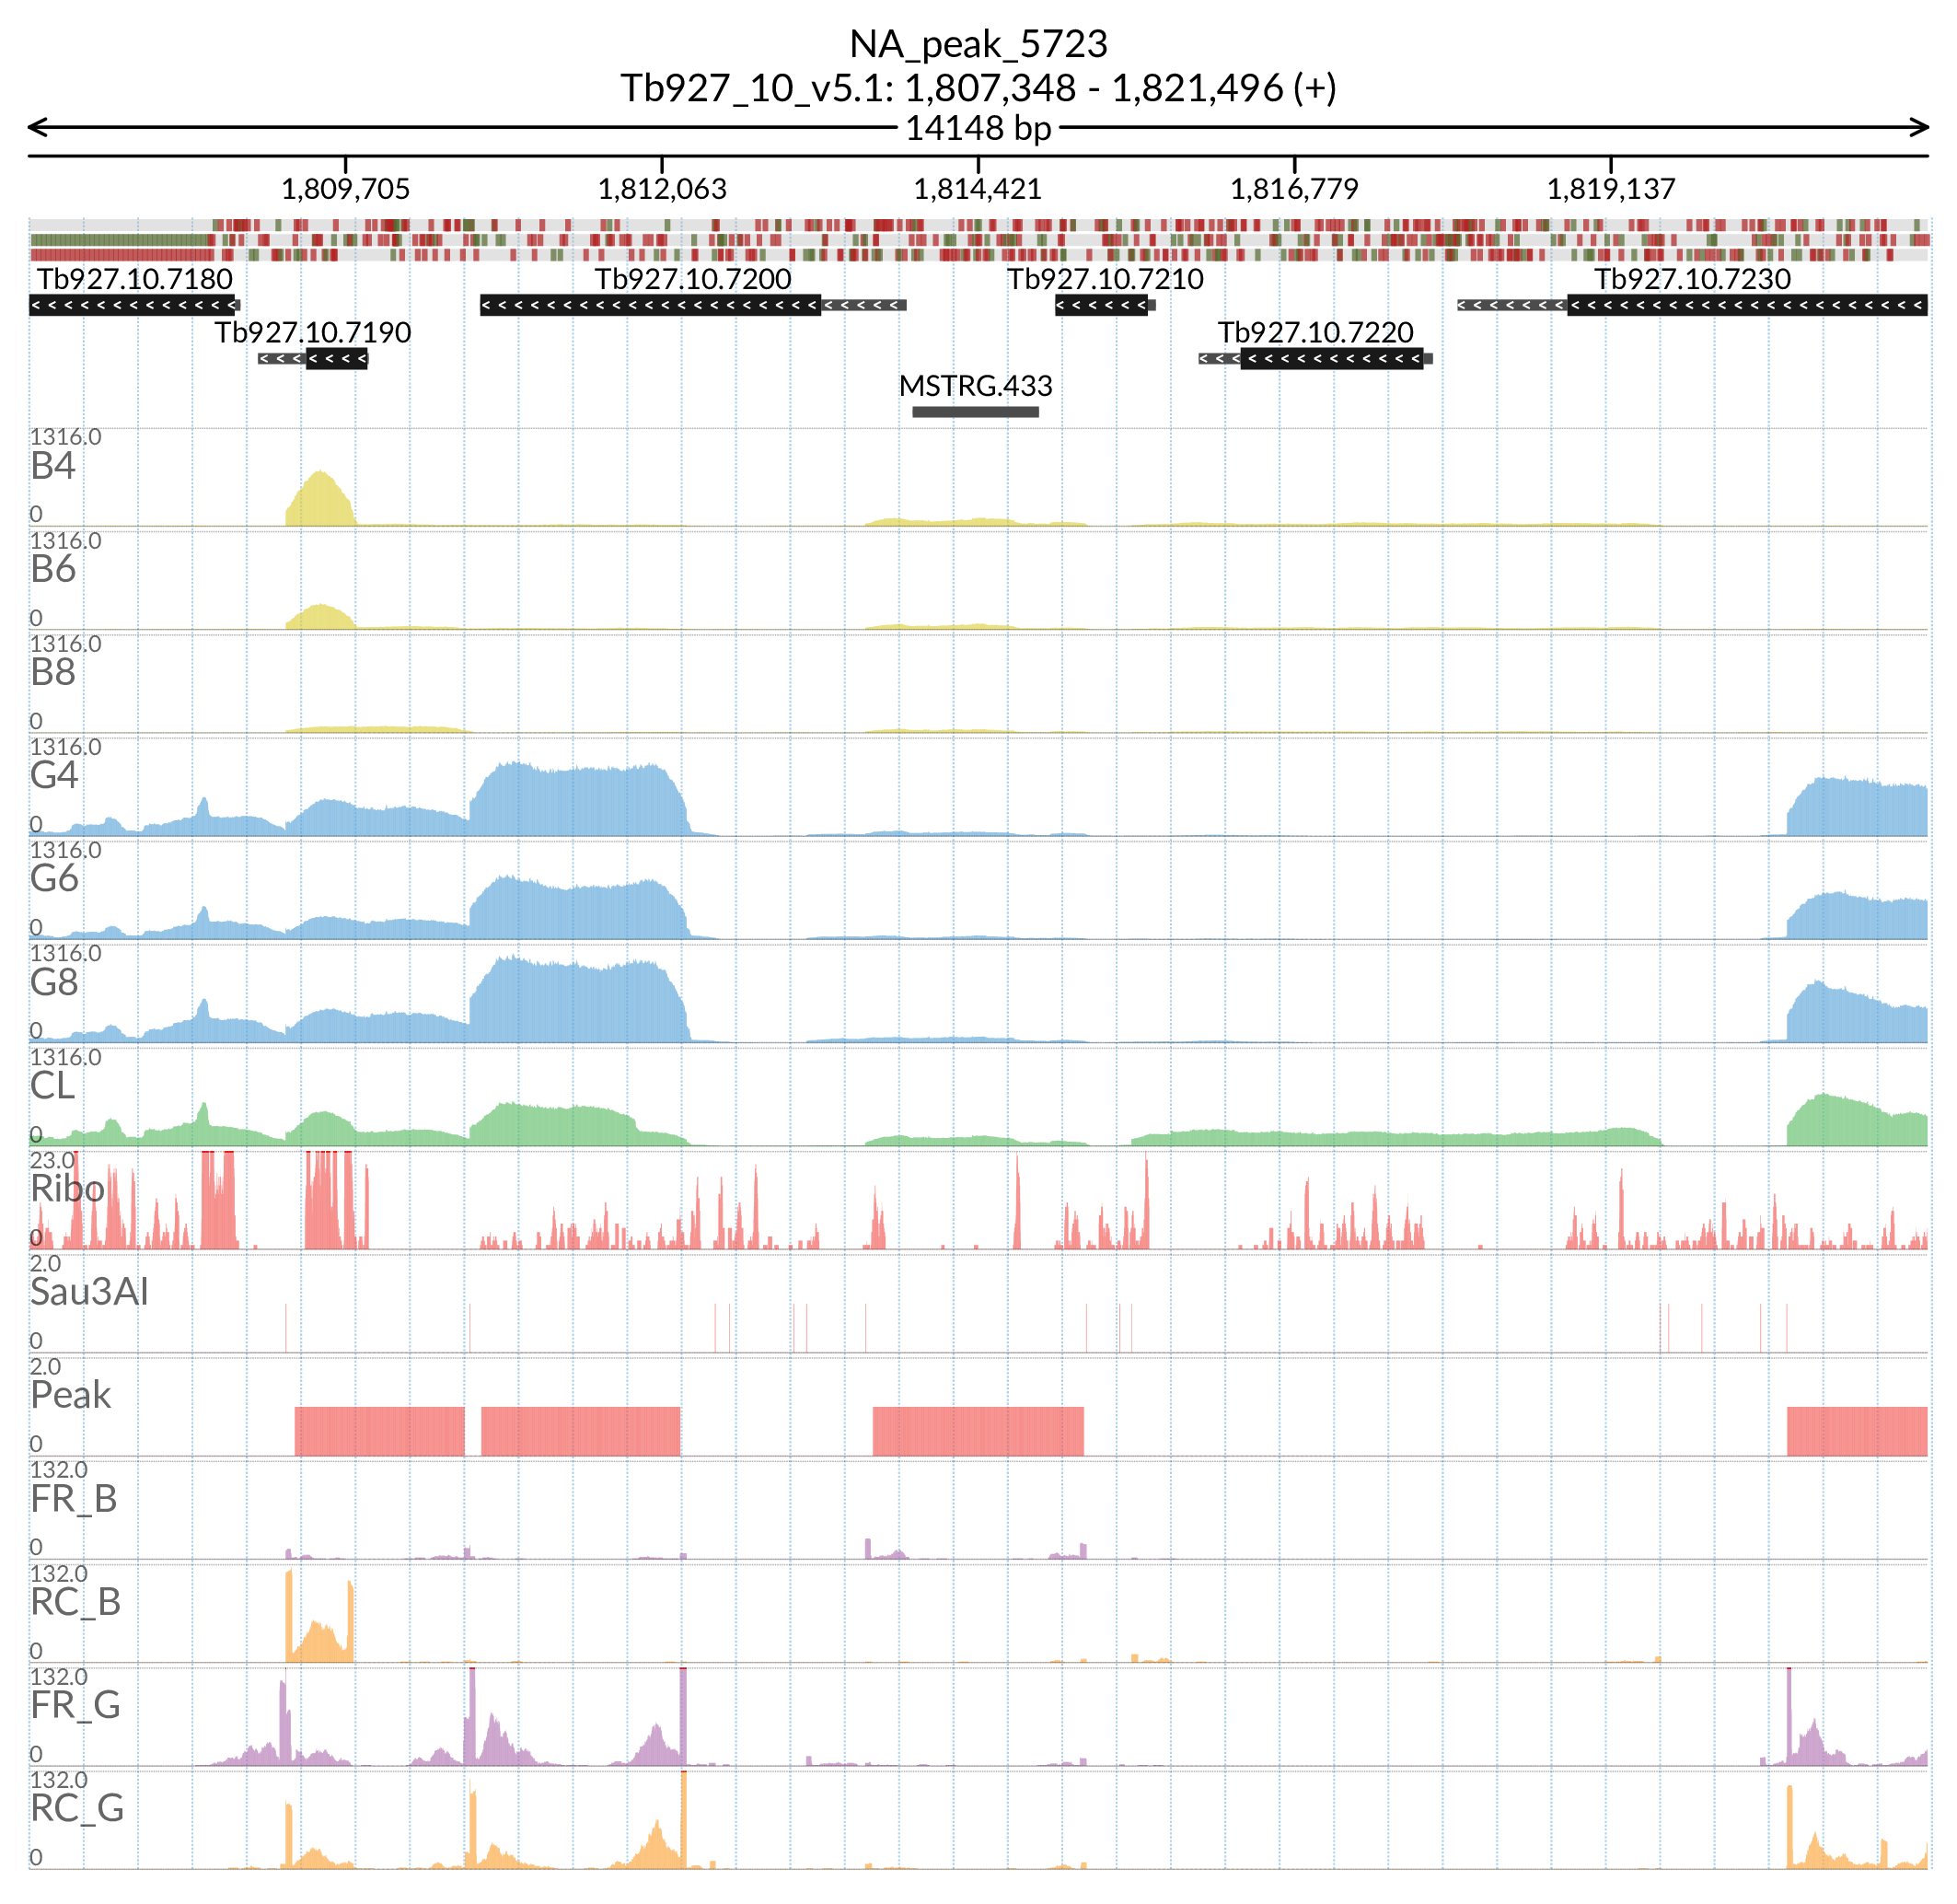 NA_peak_5723
Tb927_10_v5.1: 1,807,348 - 1,821,496 (+)
14148 bp
1,809,705 1,812,063 1,814,421 1,816,779 1,819,137
Tb927.10.7180 Tb927.10.7200 Tb927.10.7210 Tb927.10.7230
Tb927.10.7190 Tb927.10.7220
MSTRG.433
1316.0
B4
0
1316.0
B6
0
1316.0
B8
0
1316.0
G4
0
1316.0
G6
0
1316.0
G8
0
1316.0
CL
0
23.0
Ribo
0
2.0
Sau3AI
0
2.0
Peak
0
132.0
FR_B
0
132.0
RC_B
0
132.0
FR_G
0
132.0
RC_G
0